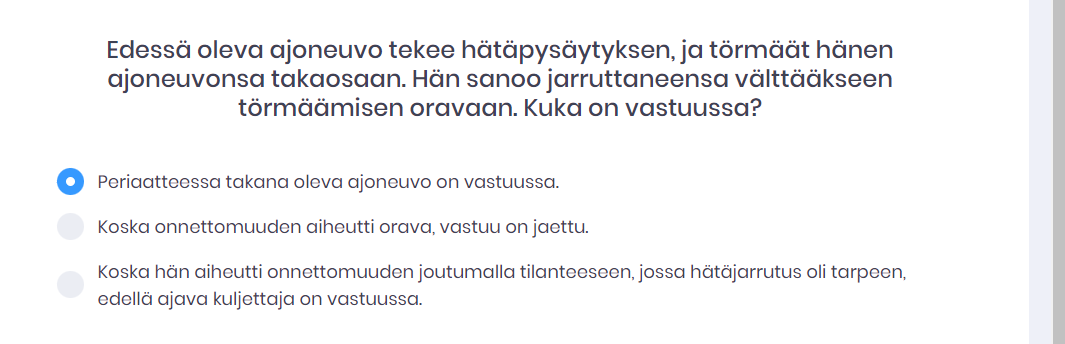 Edessä oleva ajoneuvo tekee hätäpysäytyksen, ja törmäät hänen
ajoneuvonsa takaosaan. Hän sanoo jarruttaneensa välttääkseen
törmäämisen oravaan. Kuka on vastuussa?
Periaatteessa takana oleva ajoneuvo on vastuussa.
Koska onnettomuuden aiheutti orava, vastuu on jaettu.
Koska hän aiheutti onnettomuuden joutumalla tilanteeseen, jossa hätäjarrutus oli tarpeen,
edellä ajava kuljettaja on vastuussa.